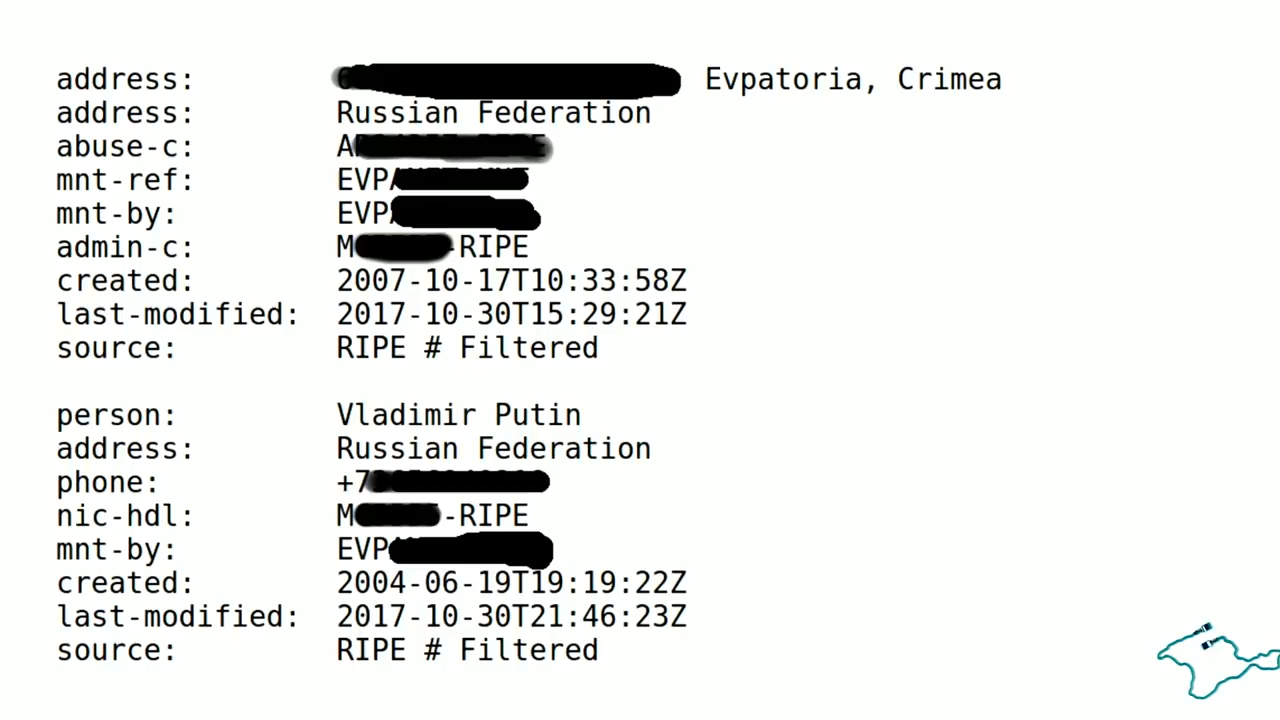 address: Evpatoria, Crimea
address: Russian Federation
abuse-c:
mnt-ref:
mnt-by:
admin-c: M -RIPE
created: 2007-10-17T10:33:58Z
last-modified: 2017-10-30T15:29:21Z
source: RIPE # Filtered
person: Vladimir Putin
address: Russian Federation
phone: +7
nic-hdl: M -RIPE
mnt-by: EVP
created: 2004-06-19T19:19:22Z
last-modified: 2017-10-30T21:46:23Z
source: RIPE # Filtered